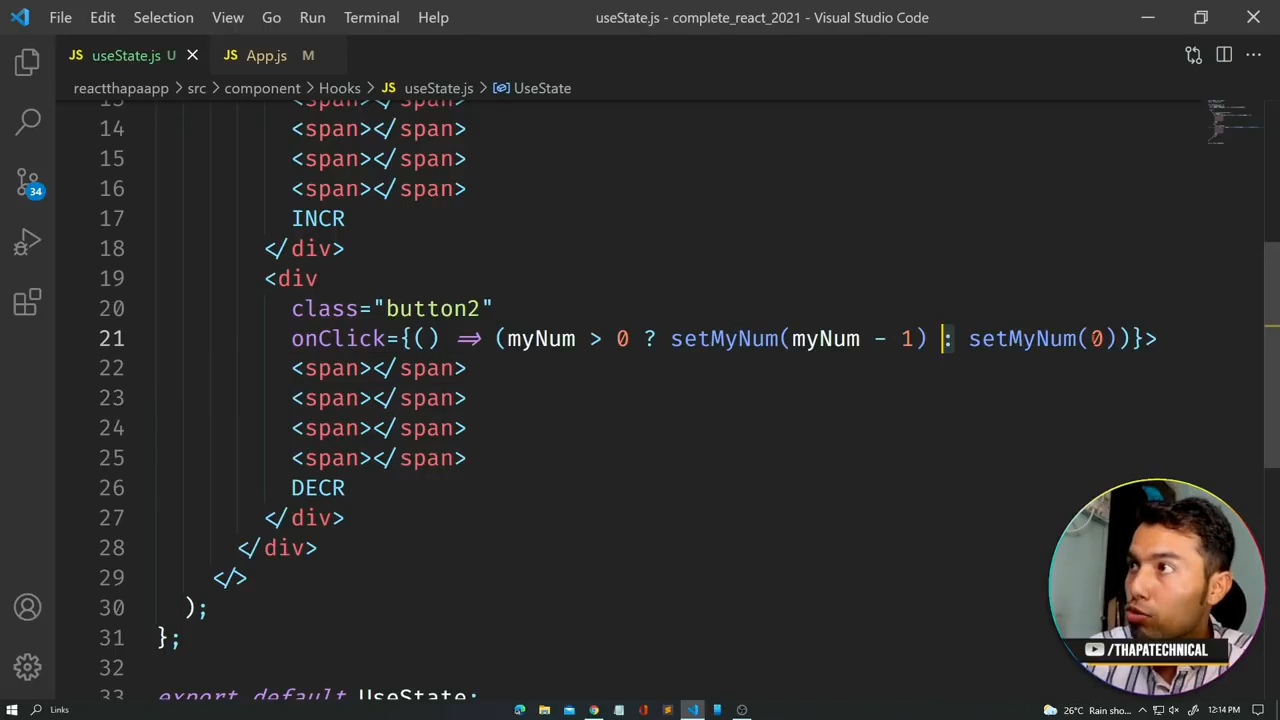 File Edit Selection View Go Run Terminal Help useState.js - complete_react_2021 - Visual Studio Code
JS useState.js U JS App.js M
reactthapaapp > src > component > Hooks > JS useState.js > UseState
13 <span></span>
14 <span></span>
15 <span></span>
16 <span></span>
17 INCR
18 </div>
19 <div
20 class="button2"
21 onClick={() => (myNum > 0 ? setMyNum(myNum - 1) : setMyNum(0))}>
22 <span></span>
23 <span></span>
24 <span></span>
25 <span></span>
26 DECR
27 </div>
28 </div>
29 </>
30 );
31 };
32
33 export default UseState;
34
/THAPATECHNICAL
Links 26°C Rain sho... 12:14 PM